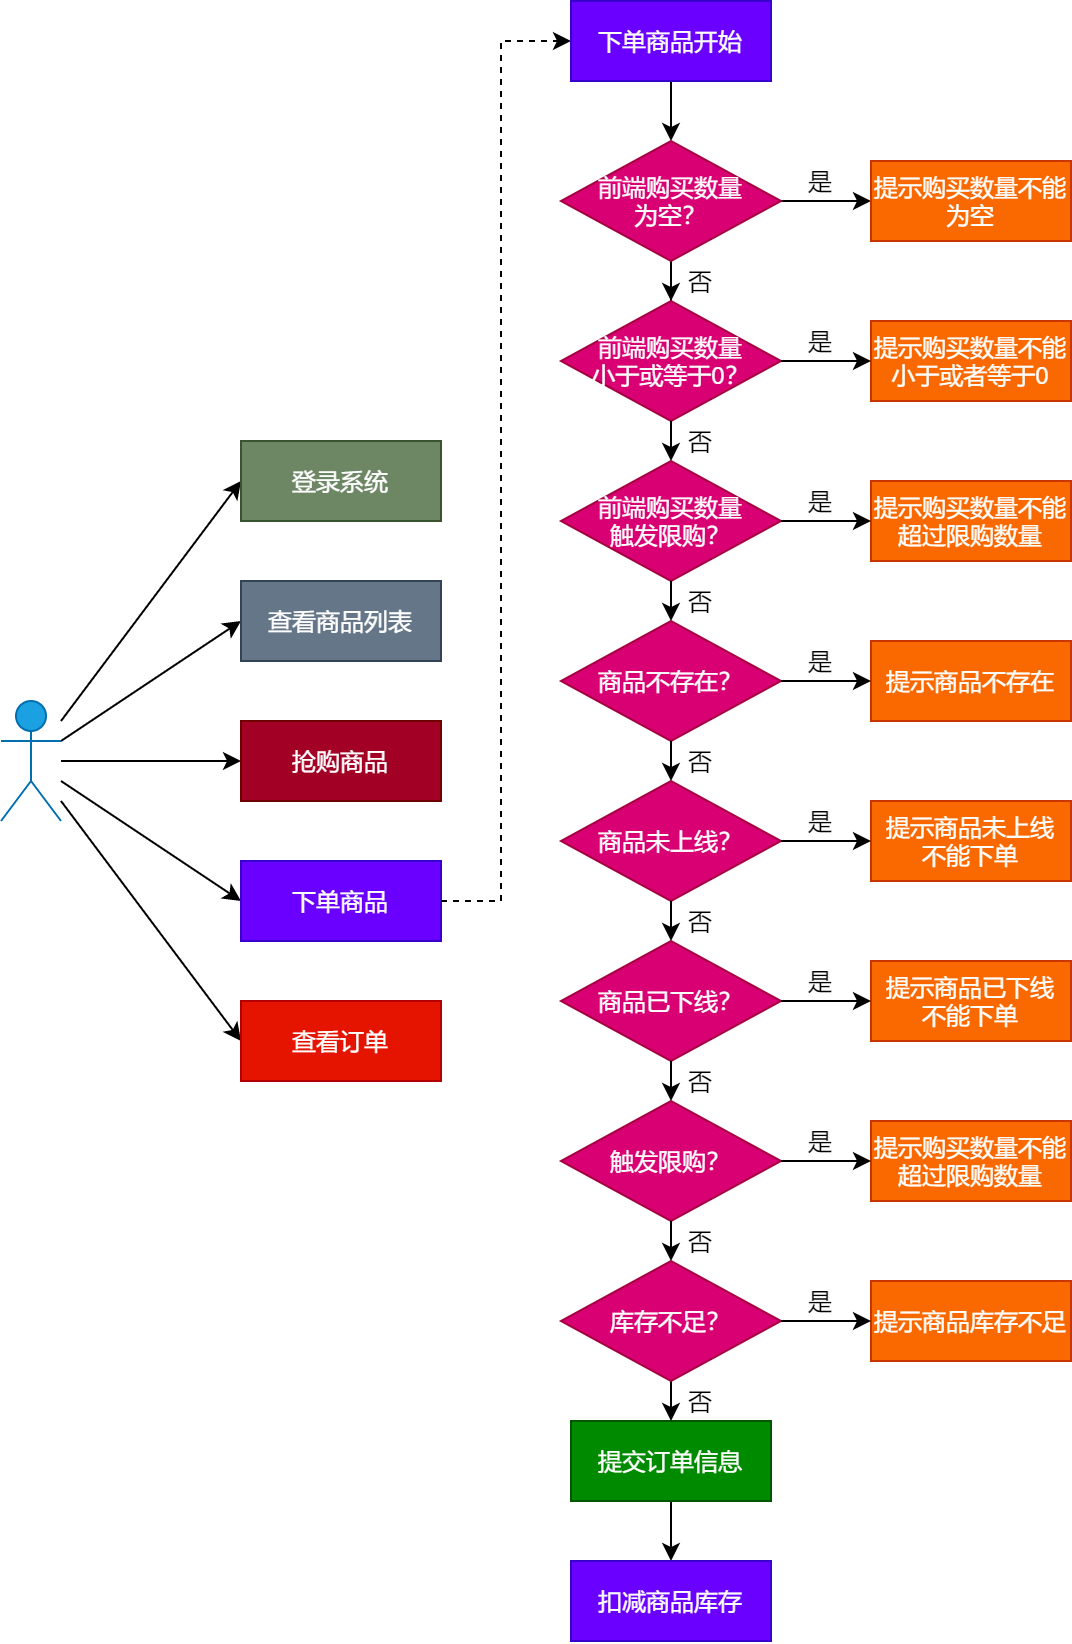 登录系统
查看商品列表
抢购商品
下单商品
查看订单
下单商品开始
前端购买数量
为空?
是
提示购买数量不能
为空
否
前端购买数量
小于或等于0?
是
提示购买数量不能
小于或者等于0
否
前端购买数量
触发限购?
是
提示购买数量不能
超过限购数量
否
商品不存在?
是
提示商品不存在
否
商品未上线?
是
提示商品未上线
不能下单
否
商品已下线?
是
提示商品已下线
不能下单
否
触发限购?
是
提示购买数量不能
超过限购数量
否
库存不足?
是
提示商品库存不足
否
提交订单信息
扣减商品库存